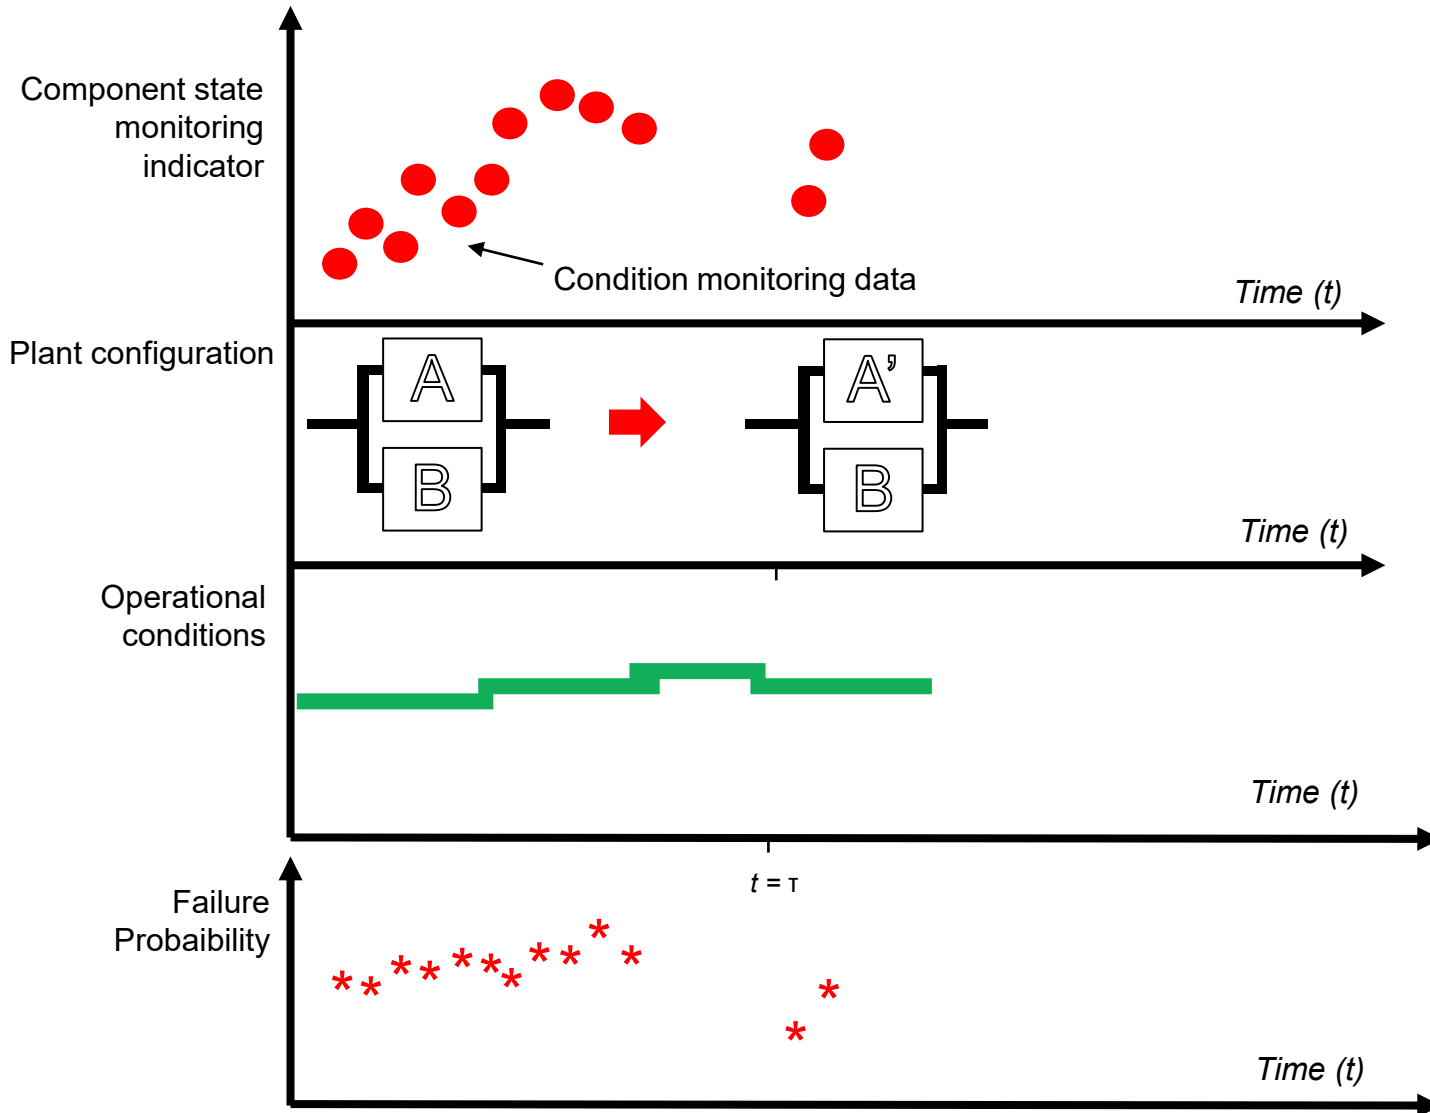 Component state
monitoring
indicator
Condition monitoring data
Time (t)
Plant configuration
A
A’
B
B
Time (t)
Operational
conditions
Time (t)
t = τ
Failure
Probaibility
* * * * * * * * * * *
* *
Time (t)